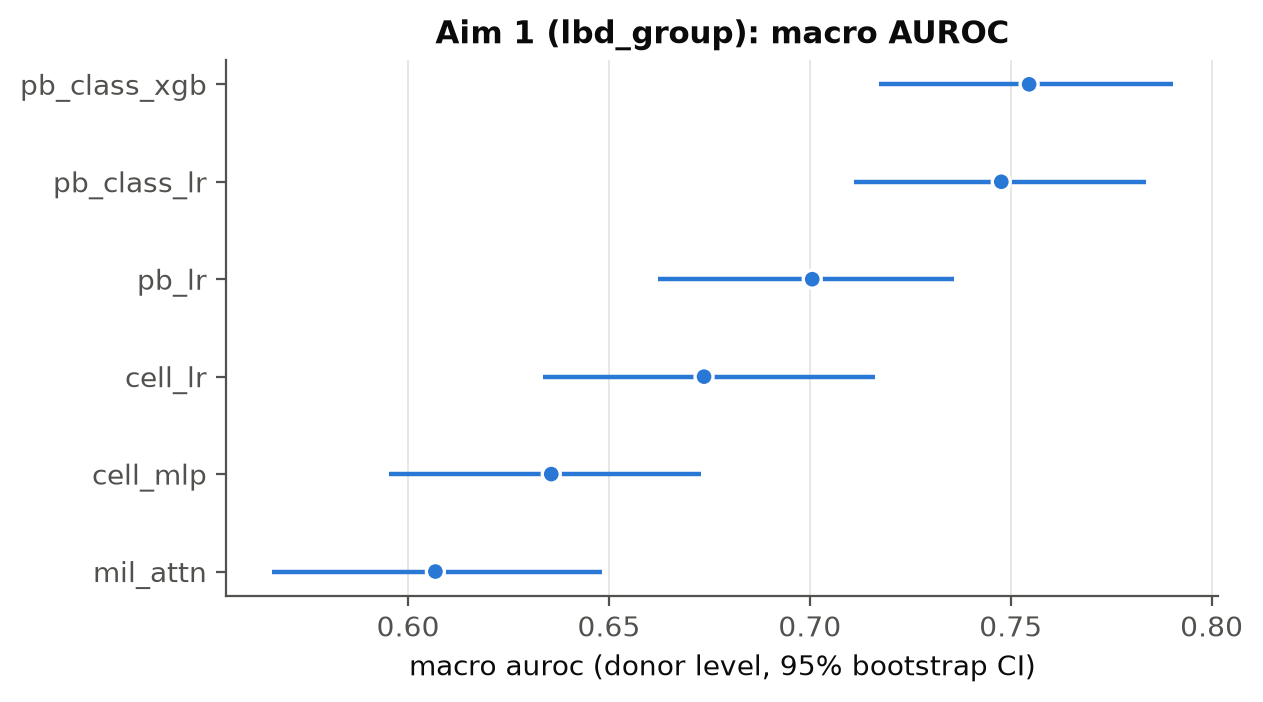 Aim 1 (lbd_group): macro AUROC
pb_class_xgb
pb_class_lr
pb_lr
cell_lr
cell_mlp
mil_attn
0.60 0.65 0.70 0.75 0.80
macro auroc (donor level, 95% bootstrap CI)